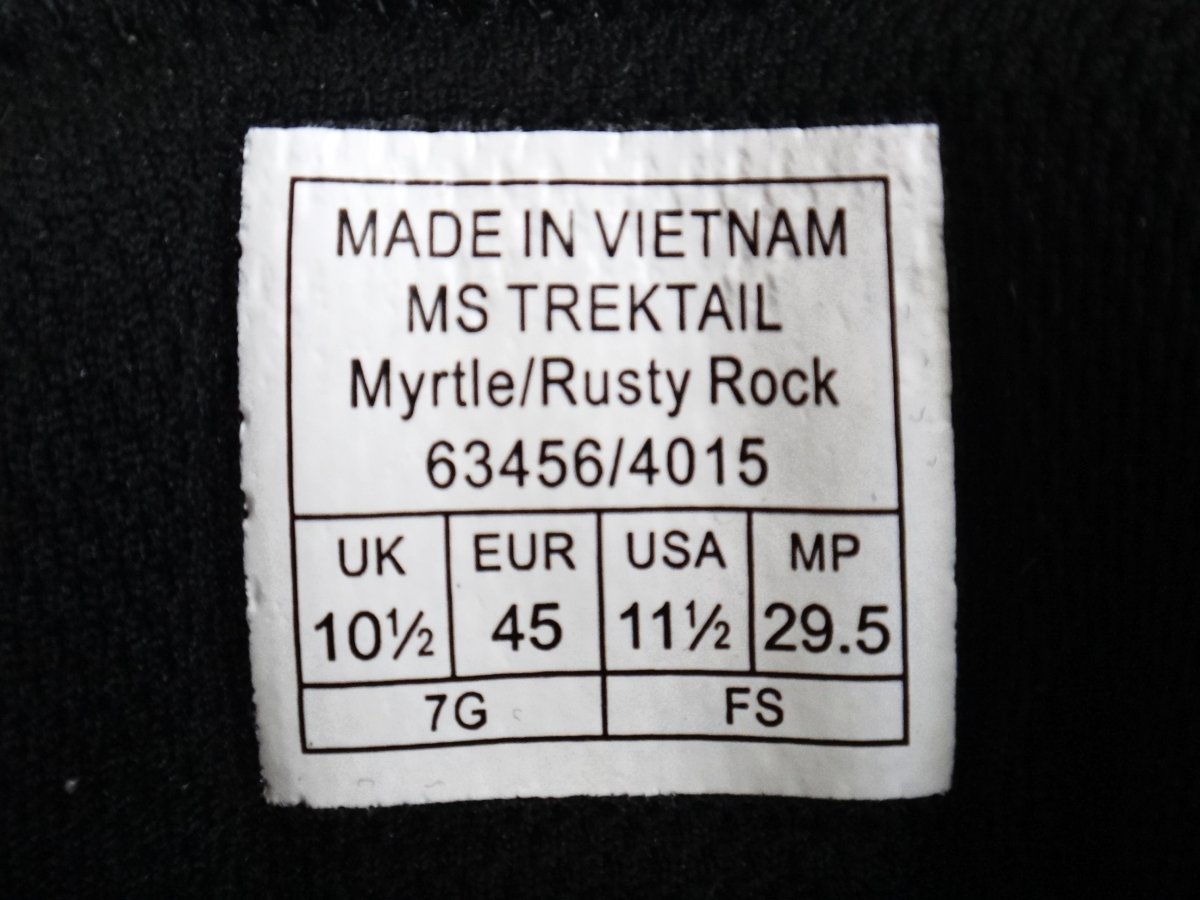 MADE IN VIETNAM
MS TREKTAIL
Myrtle/Rusty Rock
63456/4015
UK EUR USA MP
10½ 45 11½ 29.5
7G FS